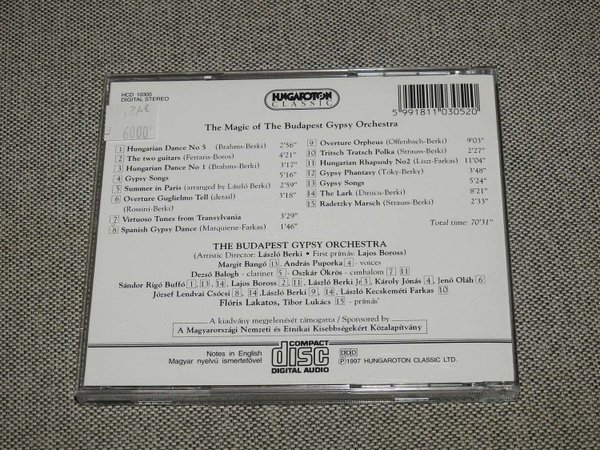 HCD 10305
DIGITAL STEREO
24€
6000
HUNGAROTON
CLASSIC
5 991811 030520
The Magic of The Budapest Gypsy Orchestra
1 Hungarian Dance No 5 (Brahms-Berki) 2'56"
2 The two guitars (Ferraris-Boros) 4'21"
3 Hungarian Dance No 1 (Brahms-Berki) 3'17"
4 Gypsy Songs 5'16"
5 Summer in Paris (arranged by László Berki) 2'59"
6 Overture Guglielmo Tell (detail) 3'18"
(Rossini-Berki)
7 Virtuoso Tunes from Transylvania 3'29"
8 Spanish Gypsy Dance (Marquiene-Farkas) 1'46"
9 Overture Orpheus (Offenbach-Berki) 9'03"
10 Tritsch Tratsch Polka (Strauss-Berki) 2'27"
11 Hungarian Rhapsody No2 (Liszt-Farkas) 11'04"
12 Gypsy Phantasy (Tóky-Berky) 3'48"
13 Gypsy Songs 5'24"
14 The Lark (Dinicu-Berki) 8'21"
15 Radetzky Marsch (Strauss-Berki) 2'33"
Total time: 70'31"
THE BUDAPEST GYPSY ORCHESTRA
(Artistic Director: László Berki • First prímás: Lajos Boross)
Margit Bangó 13, András Puporka 4 - voices
Dezső Balogh - clarinet 5 - Oszkár Ökrös - cimbalom 7 11
Sándor Rigó Buffó 1, 13, 14, Lajos Boross 2, 11, László Berki Jr 3, Károly Jónás 4, Jenő Oláh 6
József Lendvai Csócsi 8, 14, László Berki 9, 14, László Kecskeméti Farkas 10
Flóris Lakatos, Tibor Lukács 15 - prímás
A kiadvány megjelenését támogatta / Sponsored by
A Magyarországi Nemzeti és Etnikai Kisebbségekért Közalapítvány
Notes in English
Magyar nyelvű ismertetővel
COMPACT
disc
DIGITAL AUDIO
DDD
℗1997 HUNGAROTON CLASSIC LTD.